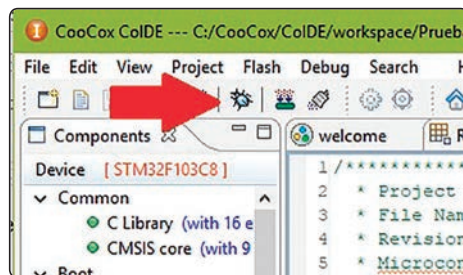 CooCox CoIDE --- C:/CooCox/CoIDE/workspace/Prueb
File Edit View Project Flash Debug Search
Components
welcome
Device [ STM32F103C8 ]
Common
C Library (with 16 e
CMSIS core (with 9
Boot
1 /***********
2 * Project
3 * File Nam
4 * Revision
5 * Microcon